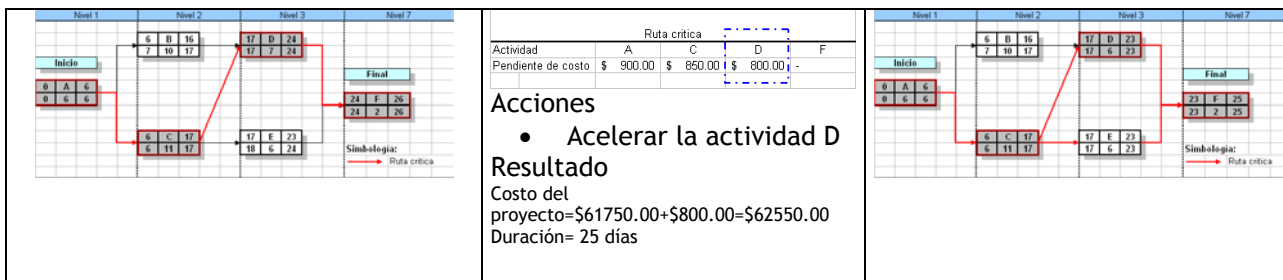 Nivel 1 Nivel 2 Nivel 3 Nivel 7
6 B 16 17 D 24
7 10 17 17 7 24
Inicio
Final
0 A 6
0 6 6
24 F 26
24 2 26
6 C 17 17 E 23
6 11 17 18 6 24
Simbología:
Ruta crítica
Ruta crítica
Actividad A C D F
Pendiente de costo $ 900.00 $ 850.00 $ 800.00 -
Acciones
• Acelerar la actividad D
Resultado
Costo del
proyecto=$61750.00+$800.00=$62550.00
Duración= 25 días
Nivel 1 Nivel 2 Nivel 3 Nivel 7
6 B 16 17 D 23
7 10 17 17 6 23
Inicio
Final
0 A 6
0 6 6
23 F 25
23 2 25
6 C 17 17 E 23
6 11 17 17 6 23
Simbología:
Ruta crítica